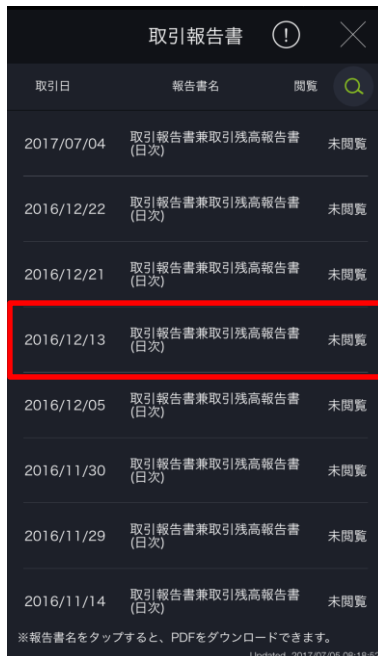 取引報告書 !
取引日 報告書名 閲覧
2017/07/04 取引報告書兼取引残高報告書 未閲覧
(日次)
2016/12/22 取引報告書兼取引残高報告書 未閲覧
(日次)
2016/12/21 取引報告書兼取引残高報告書 未閲覧
(日次)
2016/12/13 取引報告書兼取引残高報告書 未閲覧
(日次)
2016/12/05 取引報告書兼取引残高報告書 未閲覧
(日次)
2016/11/30 取引報告書兼取引残高報告書 未閲覧
(日次)
2016/11/29 取引報告書兼取引残高報告書 未閲覧
(日次)
2016/11/14 取引報告書兼取引残高報告書 未閲覧
(日次)
※報告書名をタップすると、PDFをダウンロードできます。
Updated 2017/07/05 08:18:52